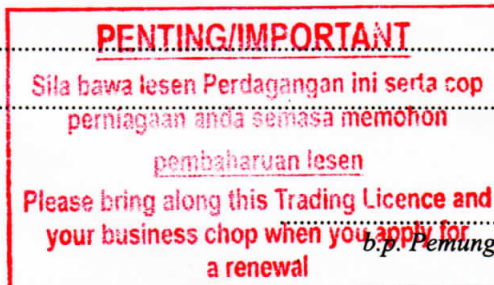 PENTING/IMPORTANT
Sila bawa lesen Perdagangan ini serta cop
perniagaan anda semasa memohon
pembaharuan lesen
Please bring along this Trading Licence and
your business chop when you apply for
b.p. Pemung
a renewal